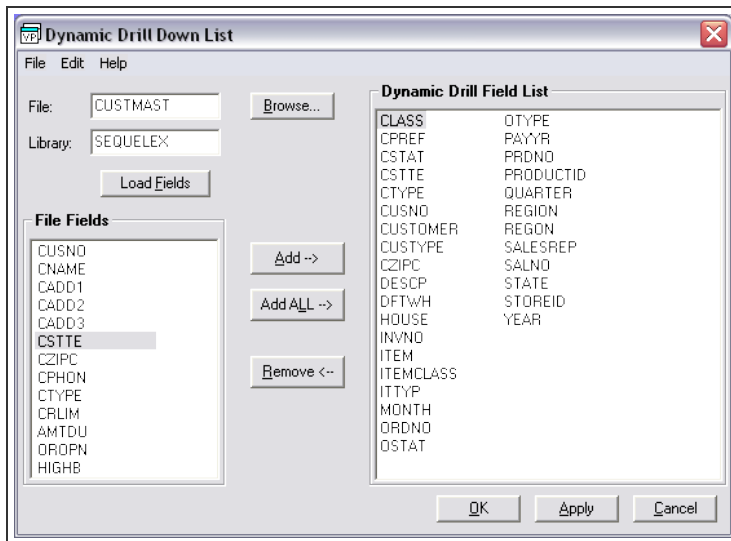 VP Dynamic Drill Down List
File Edit Help
File: CUSTMAST Browse...
Library: SEQUELEX
Load Fields
File Fields
CUSNO
CNAME
CADD1
CADD2
CADD3
CSTTE
CZIPC
CPHON
CTYPE
CRLIM
AMTDU
OROPN
HIGHB
Add -->
Add ALL -->
Remove <--
Dynamic Drill Field List
CLASS OTYPE
CPREF PAYYR
CSTAT PRDNO
CSTTE PRODUCTID
CTYPE QUARTER
CUSNO REGION
CUSTOMER REGON
CUSTYPE SALESREP
CZIPC SALNO
DESCP STATE
DFTWH STOREID
HOUSE YEAR
INVNO
ITEM
ITEMCLASS
ITTYP
MONTH
ORDNO
OSTAT
OK Apply Cancel